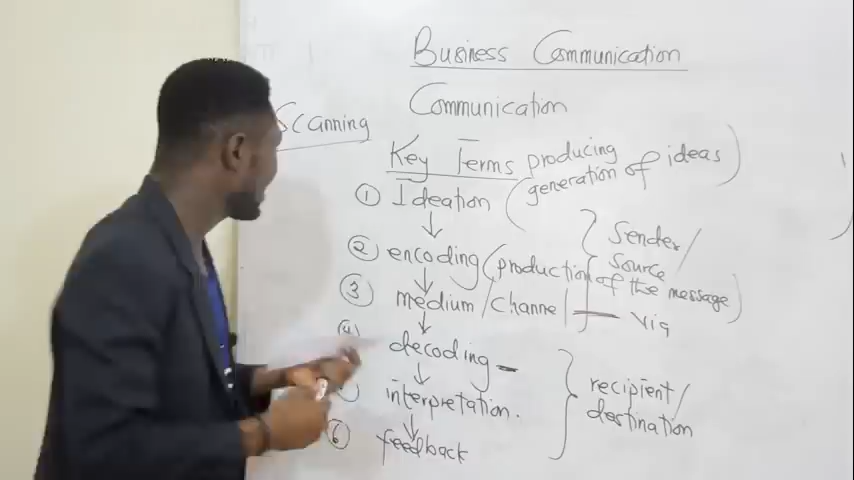 Business Communication
Communication
Scanning
Key Terms producing
generation of ideas
① Ideation
② encoding (production of the message)
Sender/
Source
③ medium/channel — via
(4) decoding -
interpretation.
recipient/
destination
⑥ feedback